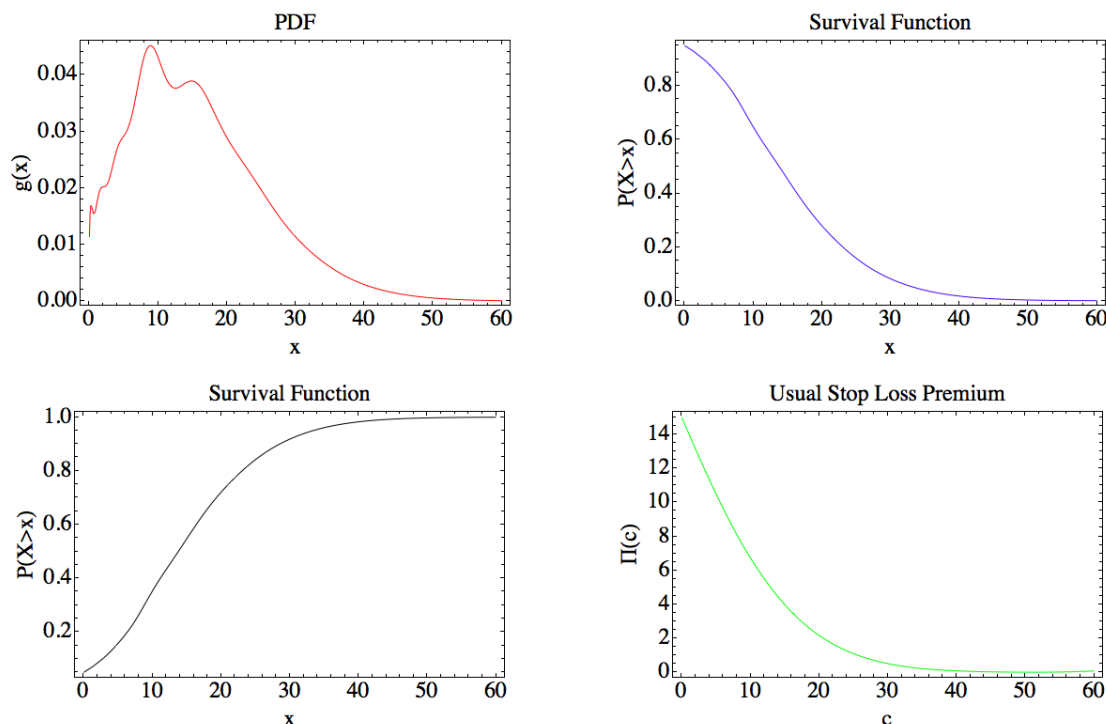 PDF
g(x)
0.04
0.03
0.02
0.01
0.00
0 10 20 30 40 50 60
x
Survival Function
P(X>x)
0.8
0.6
0.4
0.2
0.0
0 10 20 30 40 50 60
x
Survival Function
P(X>x)
1.0
0.8
0.6
0.4
0.2
0 10 20 30 40 50 60
x
Usual Stop Loss Premium
Π(c)
14
12
10
8
6
4
2
0
0 10 20 30 40 50 60
c